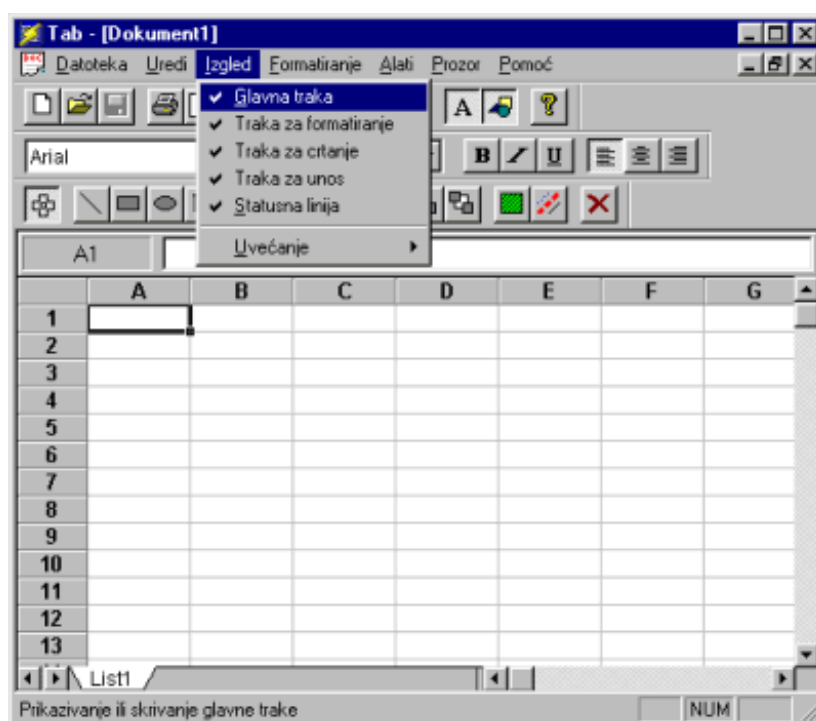 Tab - [Dokument1]
Datoteka Uredi Izgled Formatiranje Alati Prozor Pomoć
Glavna traka
Traka za formatiranje
Traka za crtanje
Traka za unos
Statusna linija
Uvećanje
A
Arial
B I U
A1
A B C D E F G
1
2
3
4
5
6
7
8
9
10
11
12
13
List1
Prikazivanje ili skrivanje glavne trake NUM